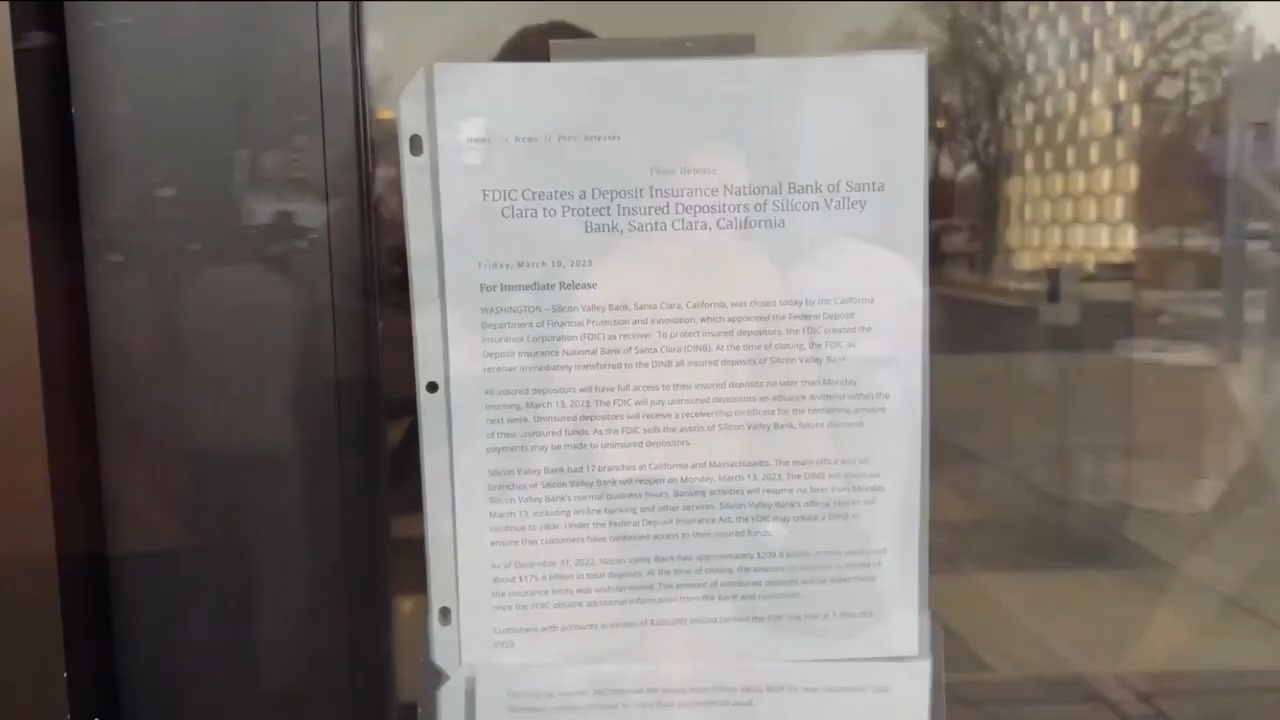 Home // News // Press Releases
Press Release
FDIC Creates a Deposit Insurance National Bank of Santa
Clara to Protect Insured Depositors of Silicon Valley
Bank, Santa Clara, California
Friday, March 10, 2023
For Immediate Release
WASHINGTON – Silicon Valley Bank, Santa Clara, California, was closed today by the California
Department of Financial Protection and Innovation, which appointed the Federal Deposit
Insurance Corporation (FDIC) as receiver. To protect insured depositors, the FDIC created the
Deposit Insurance National Bank of Santa Clara (DINB). At the time of closing, the FDIC as
receiver immediately transferred to the DINB all insured deposits of Silicon Valley Bank.
All insured depositors will have full access to their insured deposits no later than Monday
morning, March 13, 2023. The FDIC will pay uninsured depositors an advance dividend within the
next week. Uninsured depositors will receive a receivership certificate for the remaining amount
of their uninsured funds. As the FDIC sells the assets of Silicon Valley Bank, future dividend
payments may be made to uninsured depositors.
Silicon Valley Bank had 17 branches in California and Massachusetts. The main office and all
branches of Silicon Valley Bank will reopen on Monday, March 13, 2023. The DINB will maintain
Silicon Valley Bank's normal business hours. Banking activities will resume no later than Monday
March 13, including on-line banking and other services. Silicon Valley Bank's official checks will
continue to clear. Under the Federal Deposit Insurance Act, the FDIC may create a DINB to
ensure that customers have continued access to their insured funds.
As of December 31, 2022, Silicon Valley Bank had approximately $209.0 billion in total assets and
about $175.4 billion in total deposits. At the time of closing, the amount of deposits in excess of
the insurance limits was undetermined. The amount of uninsured deposits will be determined
once the FDIC obtains additional information from the bank and customers.
Customers with accounts in excess of $250,000 should contact the FDIC toll-free at
0959.